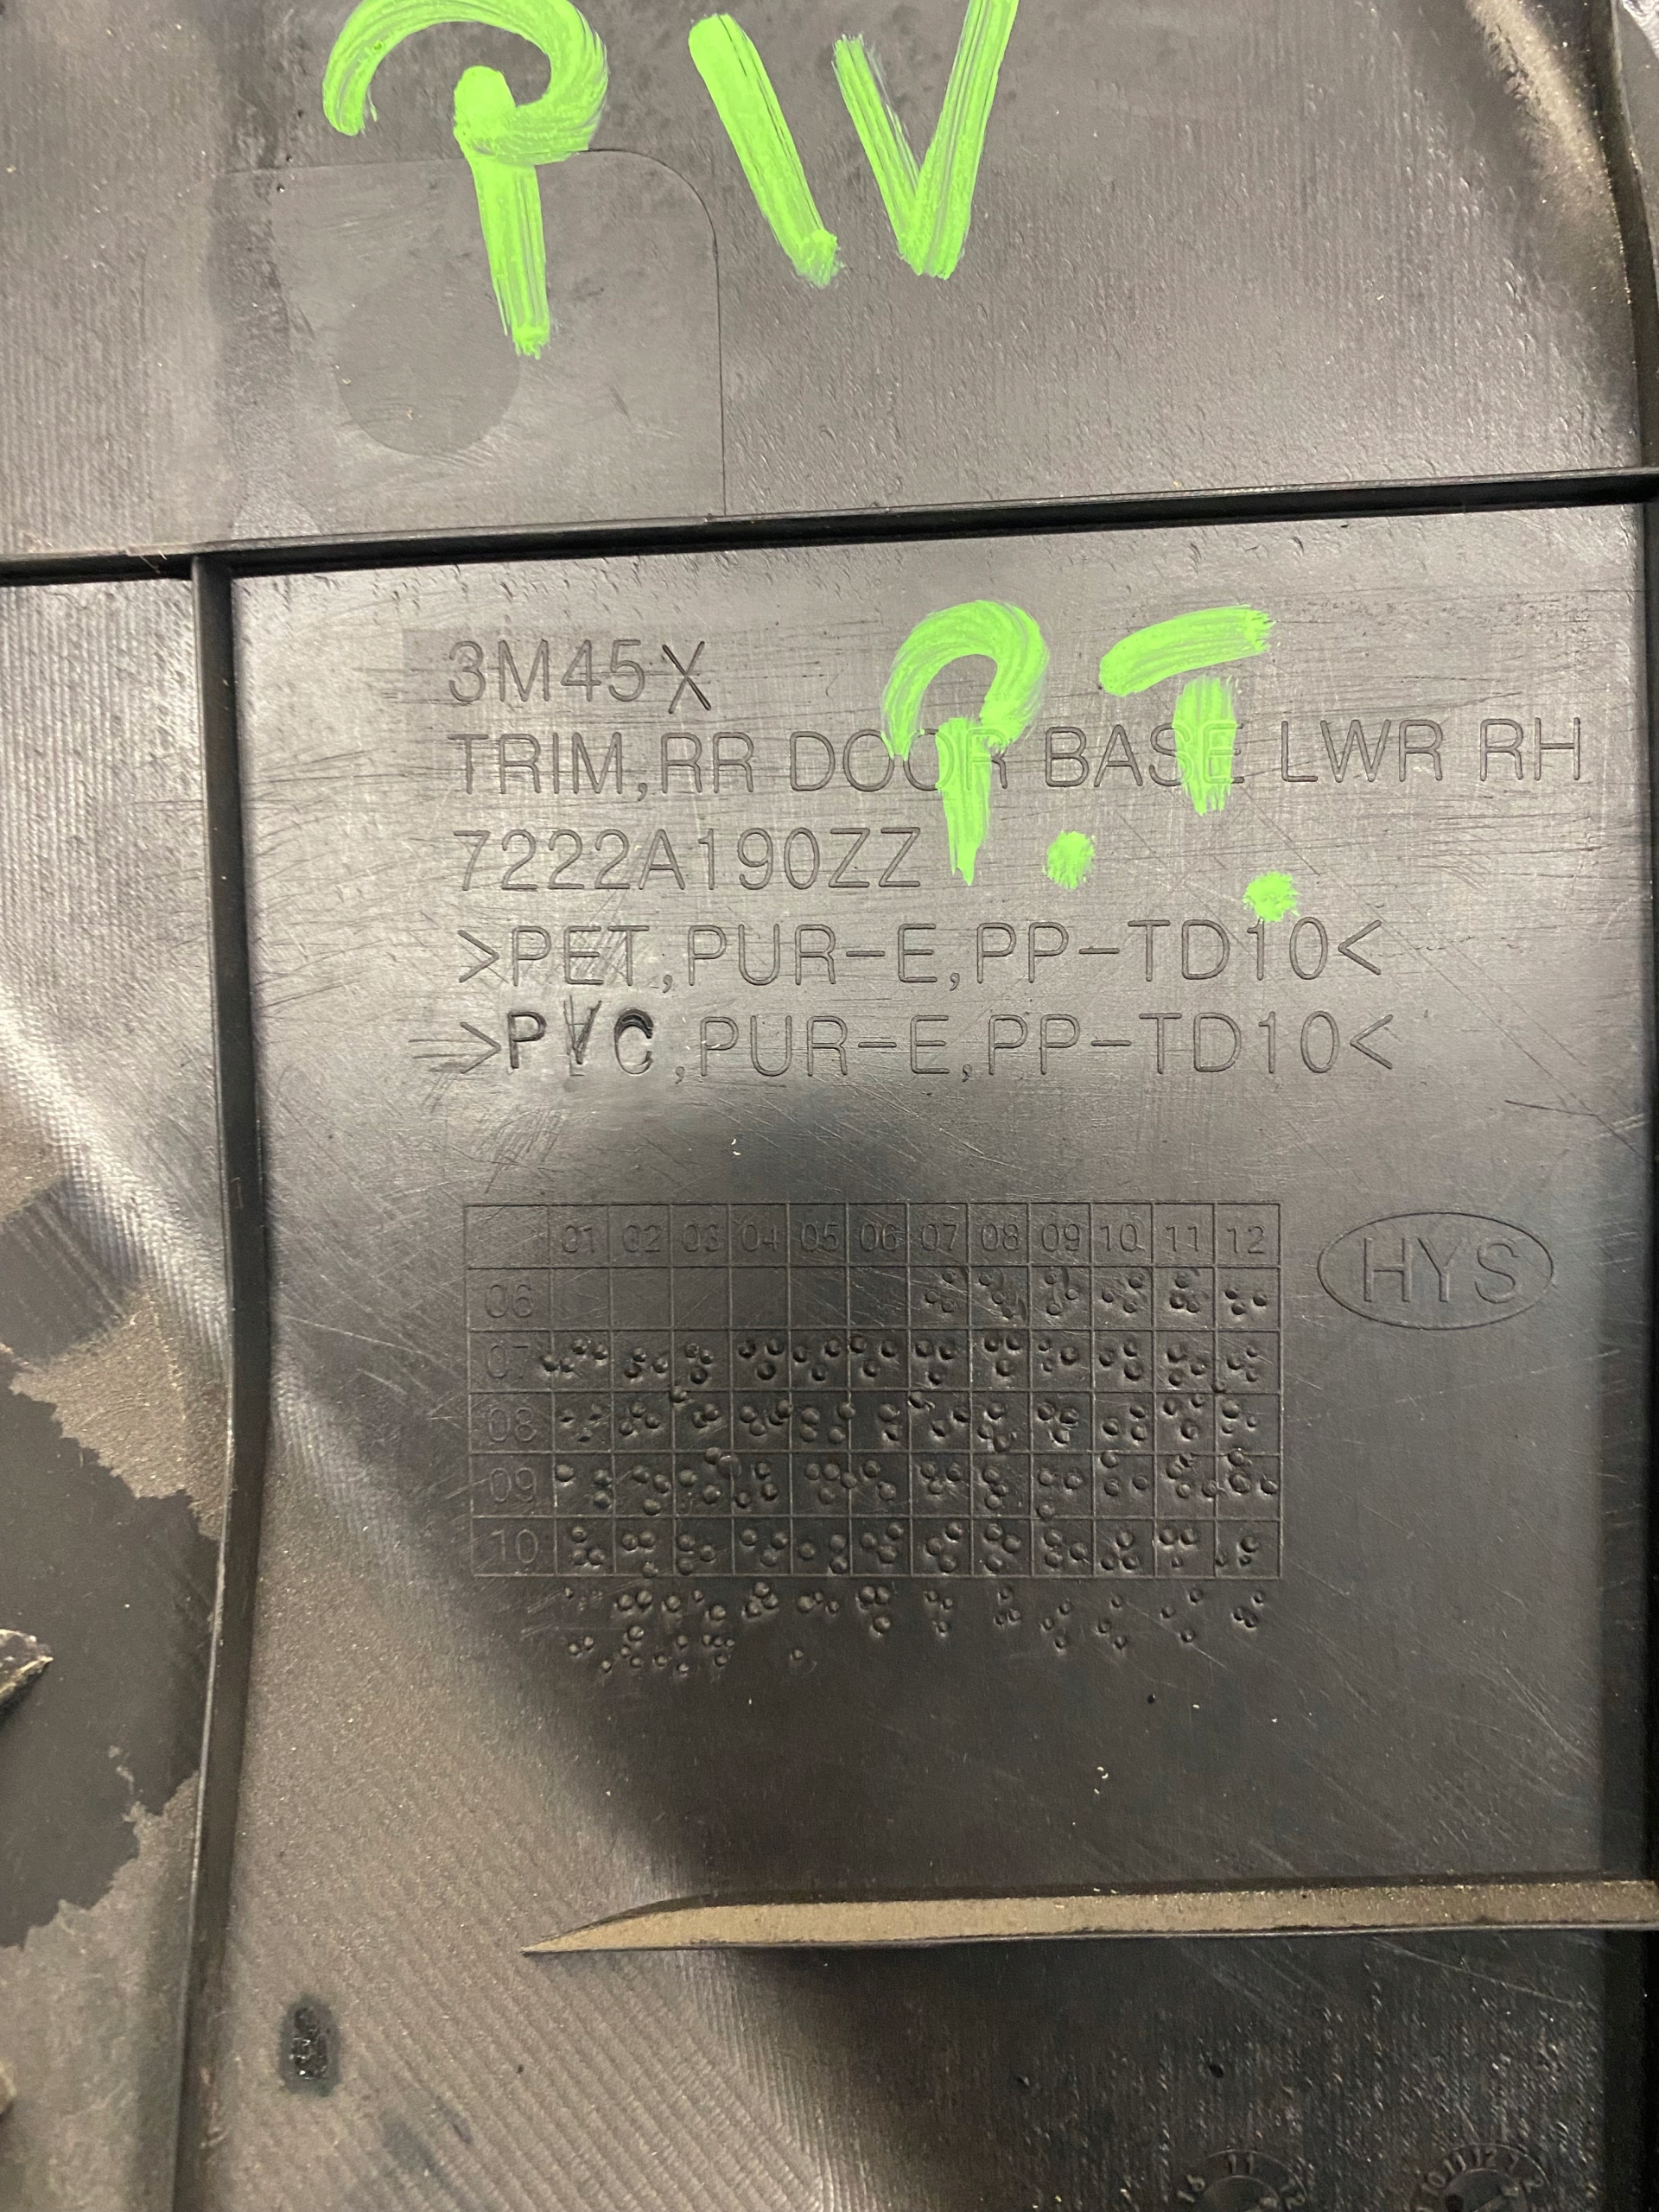 PW
P.T.
3M45X
TRIM,RR DOOR BASE LWR RH
7222A190ZZ
>PET,PUR-E,PP-TD10<
>PVC,PUR-E,PP-TD10<
01 02 03 04 05 06 07 08 09 10 11 12
06
07
08
09
10
HYS